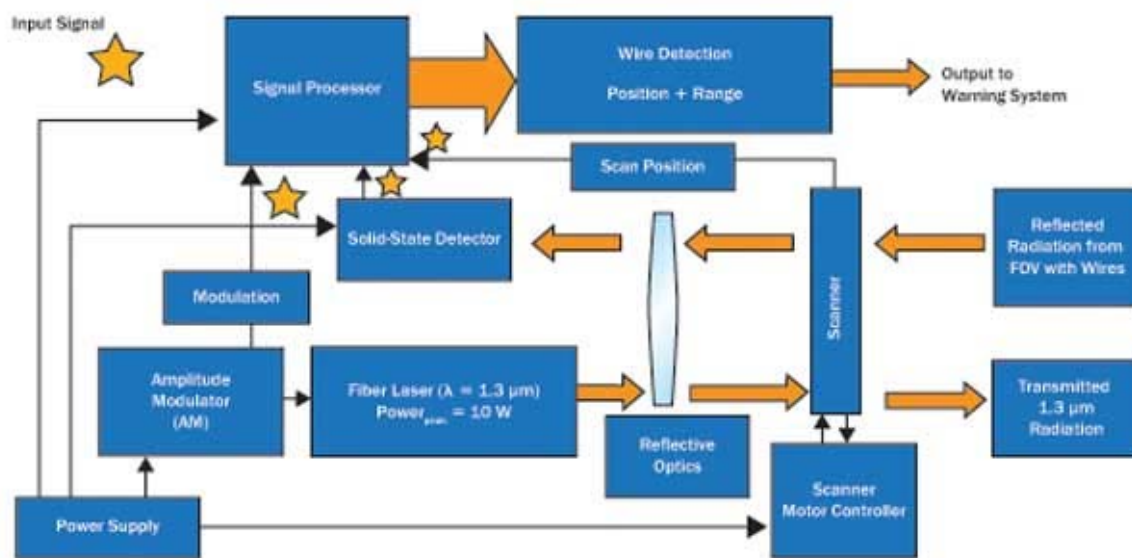 Input Signal
Signal Processor
Wire Detection
Position + Range
Output to
Warning System
Scan Position
Solid-State Detector
Reflected
Radiation from
FOV with Wires
Modulation
Scanner
Amplitude
Modulator
(AM)
Fiber Laser (λ = 1.3 µm)
Power = 10 W
Transmitted
1.3 µm
Radiation
Reflective
Optics
Scanner
Motor Controller
Power Supply